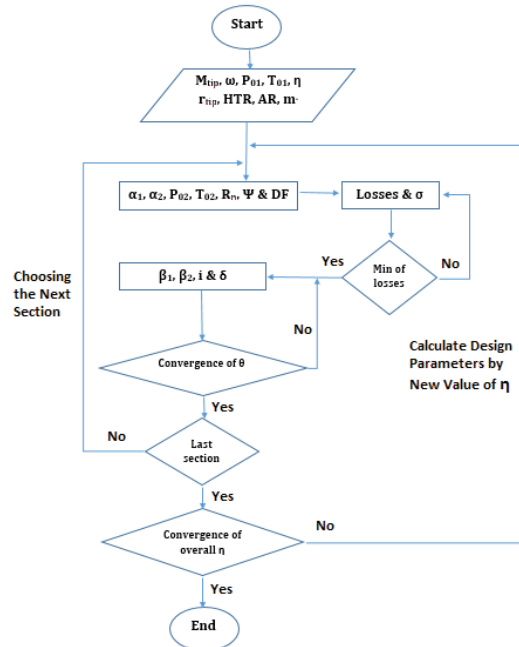 Start
M_tip, ω, P₀₁, T₀₁, η
r_tip, HTR, AR, m·
α₁, α₂, P₀₂, T₀₂, Rₙ, Ψ & DF
Losses & σ
Choosing
the Next
Section
β₁, β₂, i & δ
Yes
Min of
losses
No
No
Convergence of θ
Calculate Design
Parameters by
New Value of η
Yes
No
Last
section
Yes
Convergence of
overall η
No
Yes
End